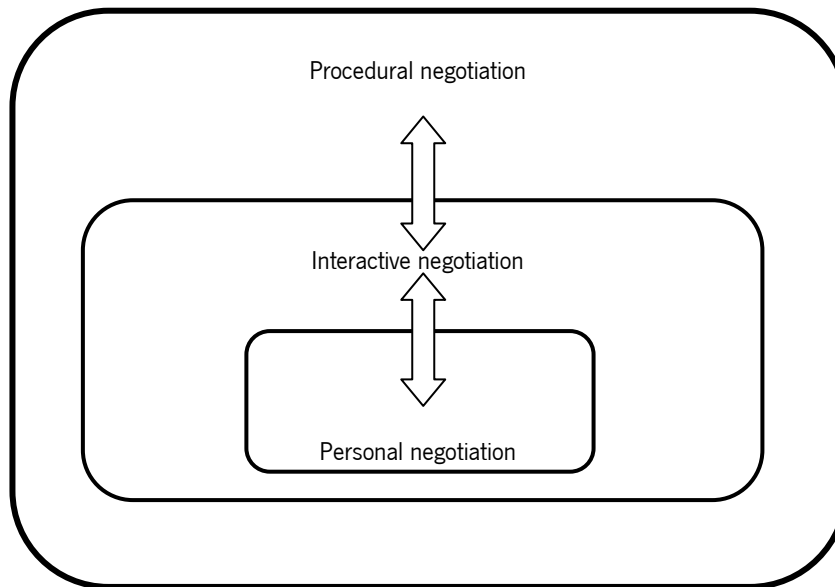 Procedural negotiation
Interactive negotiation
Personal negotiation